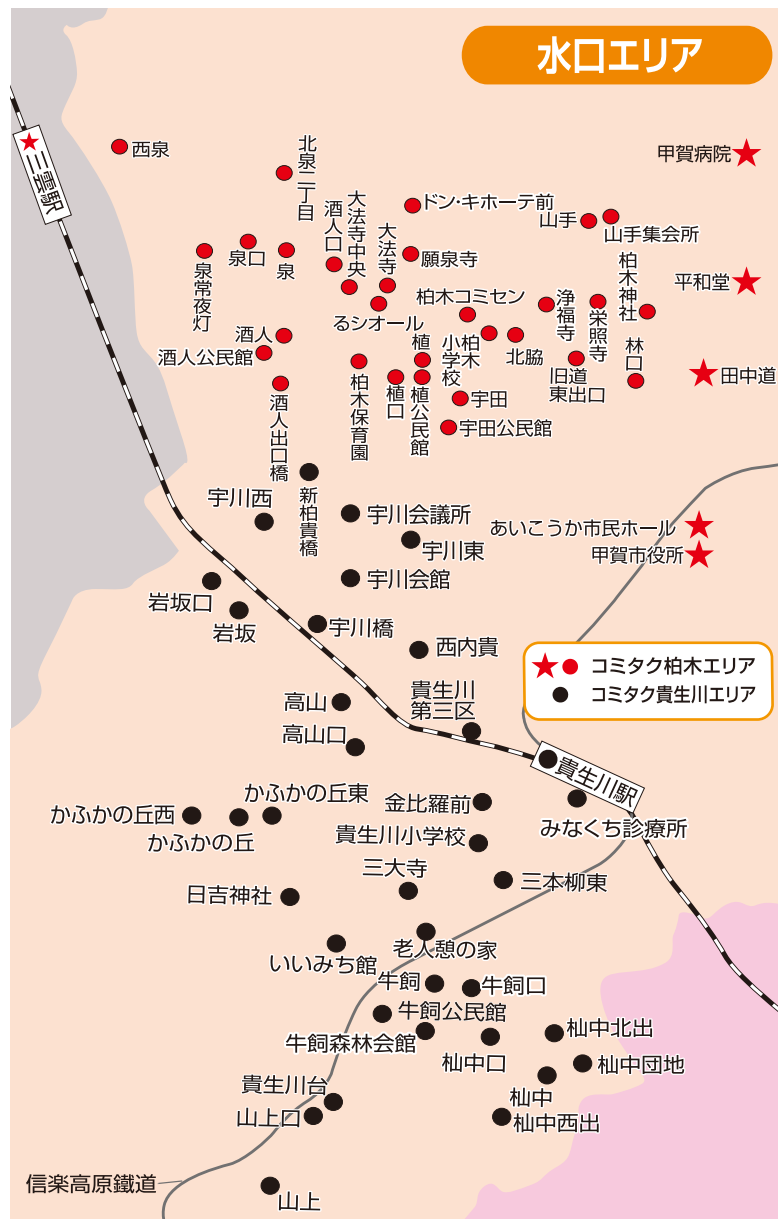 水口エリア
三雲駅
西泉
北泉二丁目
甲賀病院
ドン・キホーテ前
山手
山手集会所
大法寺中央
酒人口
大法寺
泉口
泉
泉常夜灯
願泉寺
柏木神社
平和堂
柏木コミセン
浄福寺
栄照寺
るシオール
酒人
酒人公民館
植
柏木
小学校
北脇
旧道
東出口
林口
田中道
酒人出口橋
柏木保育園
植口
植公民館
宇田
宇田公民館
新柏貴橋
宇川西
宇川会議所
宇川東
あいこうか市民ホール
甲賀市役所
宇川会館
岩坂口
岩坂
宇川橋
西内貴
コミタク柏木エリア
コミタク貴生川エリア
高山
貴生川
第三区
高山口
貴生川駅
かふかの丘東
かふかの丘西
かふかの丘
金比羅前
みなくち診療所
貴生川小学校
三大寺
三本柳東
日吉神社
老人憩の家
いいみち館
牛飼
牛飼口
牛飼公民館
牛飼森林会館
杣中北出
杣中口
杣中団地
杣中
貴生川台
山上口
杣中西出
信楽高原鐵道
山上